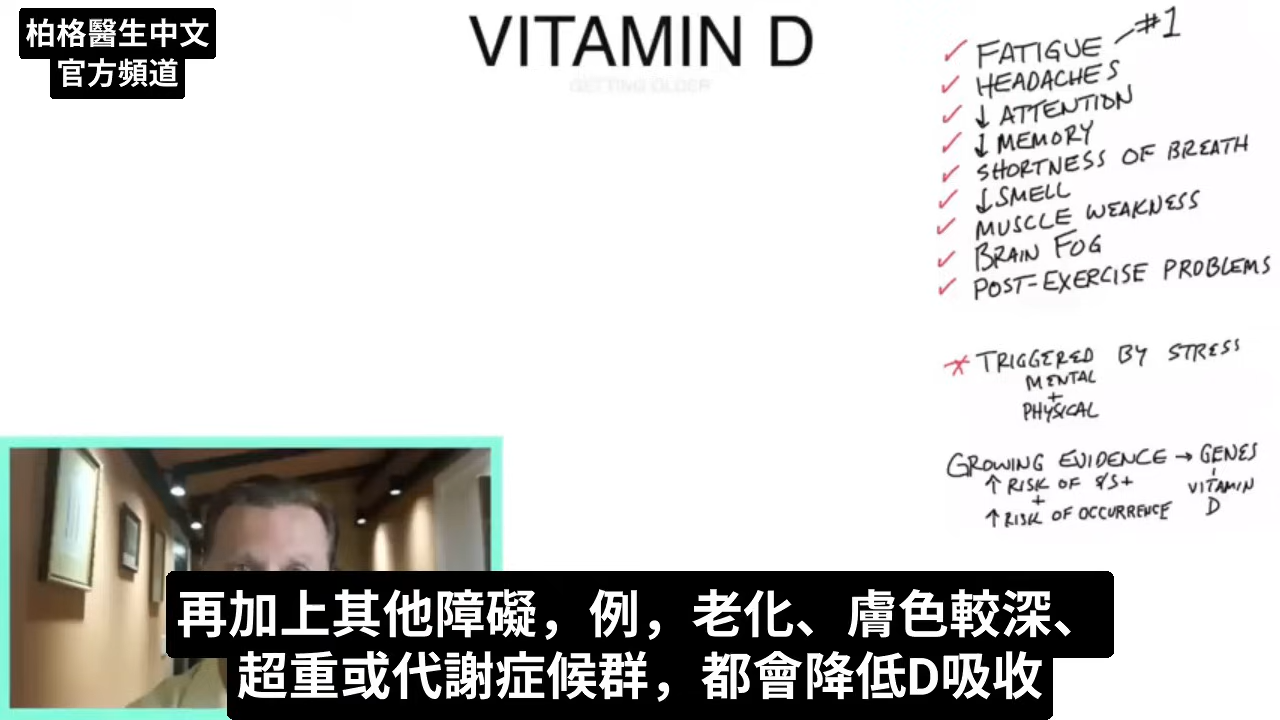 柏格醫生中文
官方頻道
VITAMIN D
GETTING OLDER
✓ FATIGUE — #1
✓ HEADACHES
✓ ↓ ATTENTION
✓ ↓ MEMORY
✓ SHORTNESS OF BREATH
✓ ↓ SMELL
✓ MUSCLE WEAKNESS
✓ BRAIN FOG
✓ POST-EXERCISE PROBLEMS
* TRIGGERED BY STRESS
MENTAL
+
PHYSICAL
GROWING EVIDENCE → GENES
↑ RISK OF S/S+
VITAMIN
+
D
↑ RISK OF OCCURRENCE
再加上其他障礙，例，老化、膚色較深、
超重或代謝症候群，都會降低D吸收